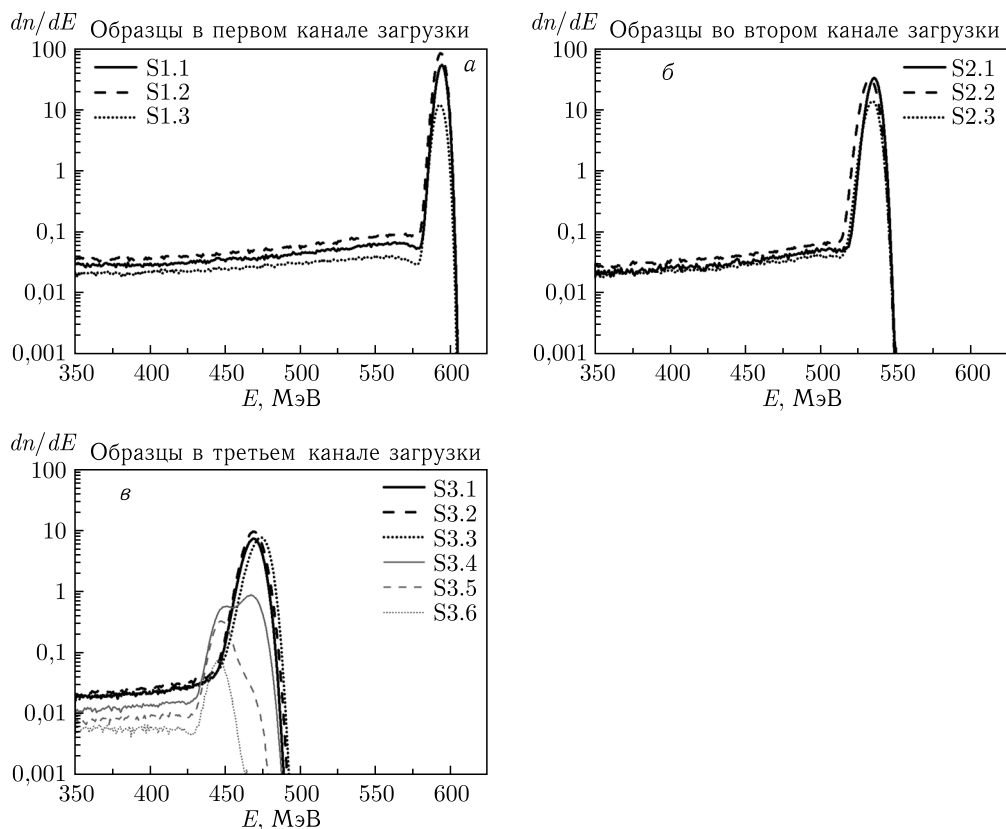 dn/dE Образцы в первом канале загрузки
100
10
1
0,1
0,01
0,001
S1.1
S1.2
S1.3
а
350 400 450 500 550 600
E, МэВ
dn/dE Образцы во втором канале загрузки
100
10
1
0,1
0,01
0,001
б
S2.1
S2.2
S2.3
350 400 450 500 550 600
E, МэВ
dn/dE Образцы в третьем канале загрузки
100
10
1
0,1
0,01
0,001
в
S3.1
S3.2
S3.3
S3.4
S3.5
S3.6
350 400 450 500 550 600
E, МэВ